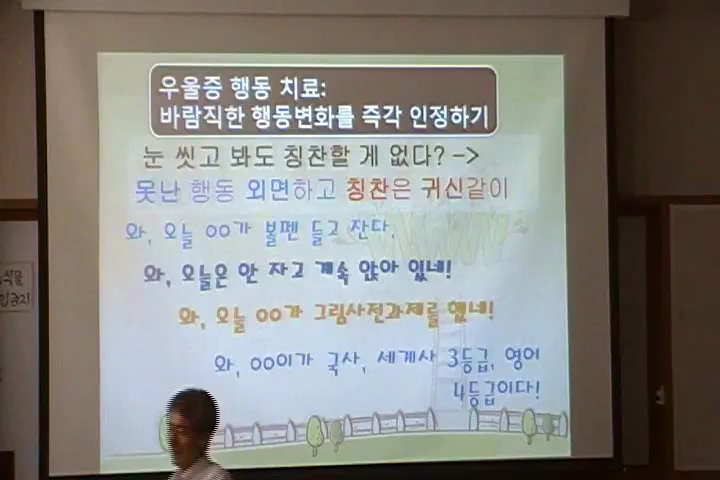 우울증 행동 치료:
바람직한 행동변화를 즉각 인정하기
눈 씻고 봐도 칭찬할 게 없다? ->
못난 행동 외면하고 칭찬은 귀신같이
와, 오늘 OO가 볼펜 들고 잔다.
와, 오늘은 안 자고 계속 앉아 있네!
와, 오늘 OO가 그림사전과제를 했네!
와, OO이가 국사, 세계사 3등급, 영어
4등급이다!